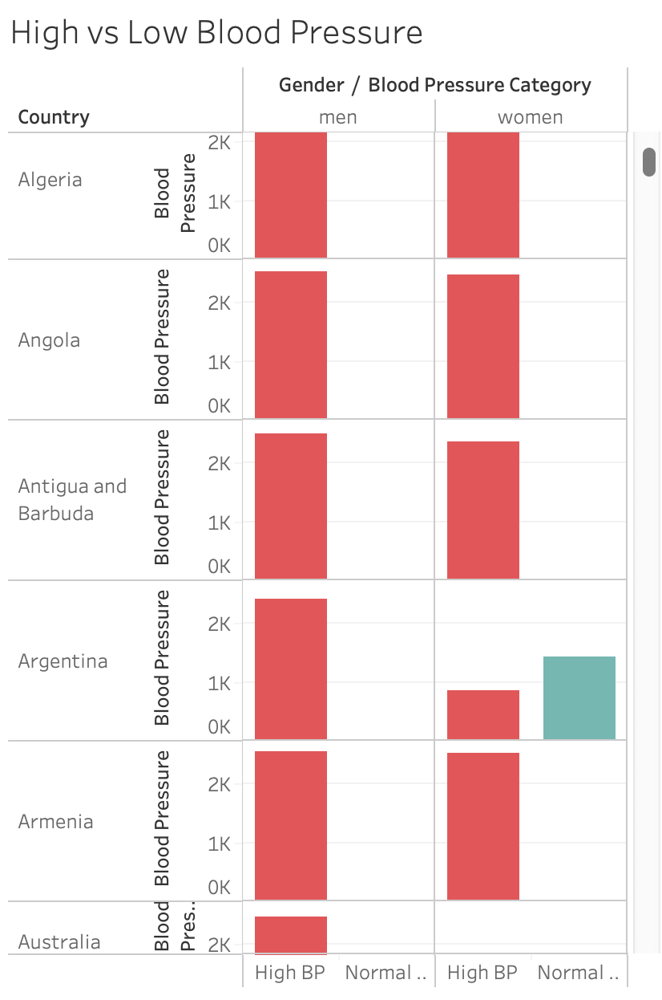 High vs Low Blood Pressure
Gender / Blood Pressure Category
Country
men
women
Algeria
Blood
Pressure
2K
1K
0K
Angola
Blood Pressure
2K
1K
0K
Antigua and
Barbuda
Blood Pressure
2K
1K
0K
Argentina
Blood Pressure
2K
1K
0K
Armenia
Blood Pressure
2K
1K
0K
Australia
Blood
Pres..
2K
High BP
Normal ..
High BP
Normal ..